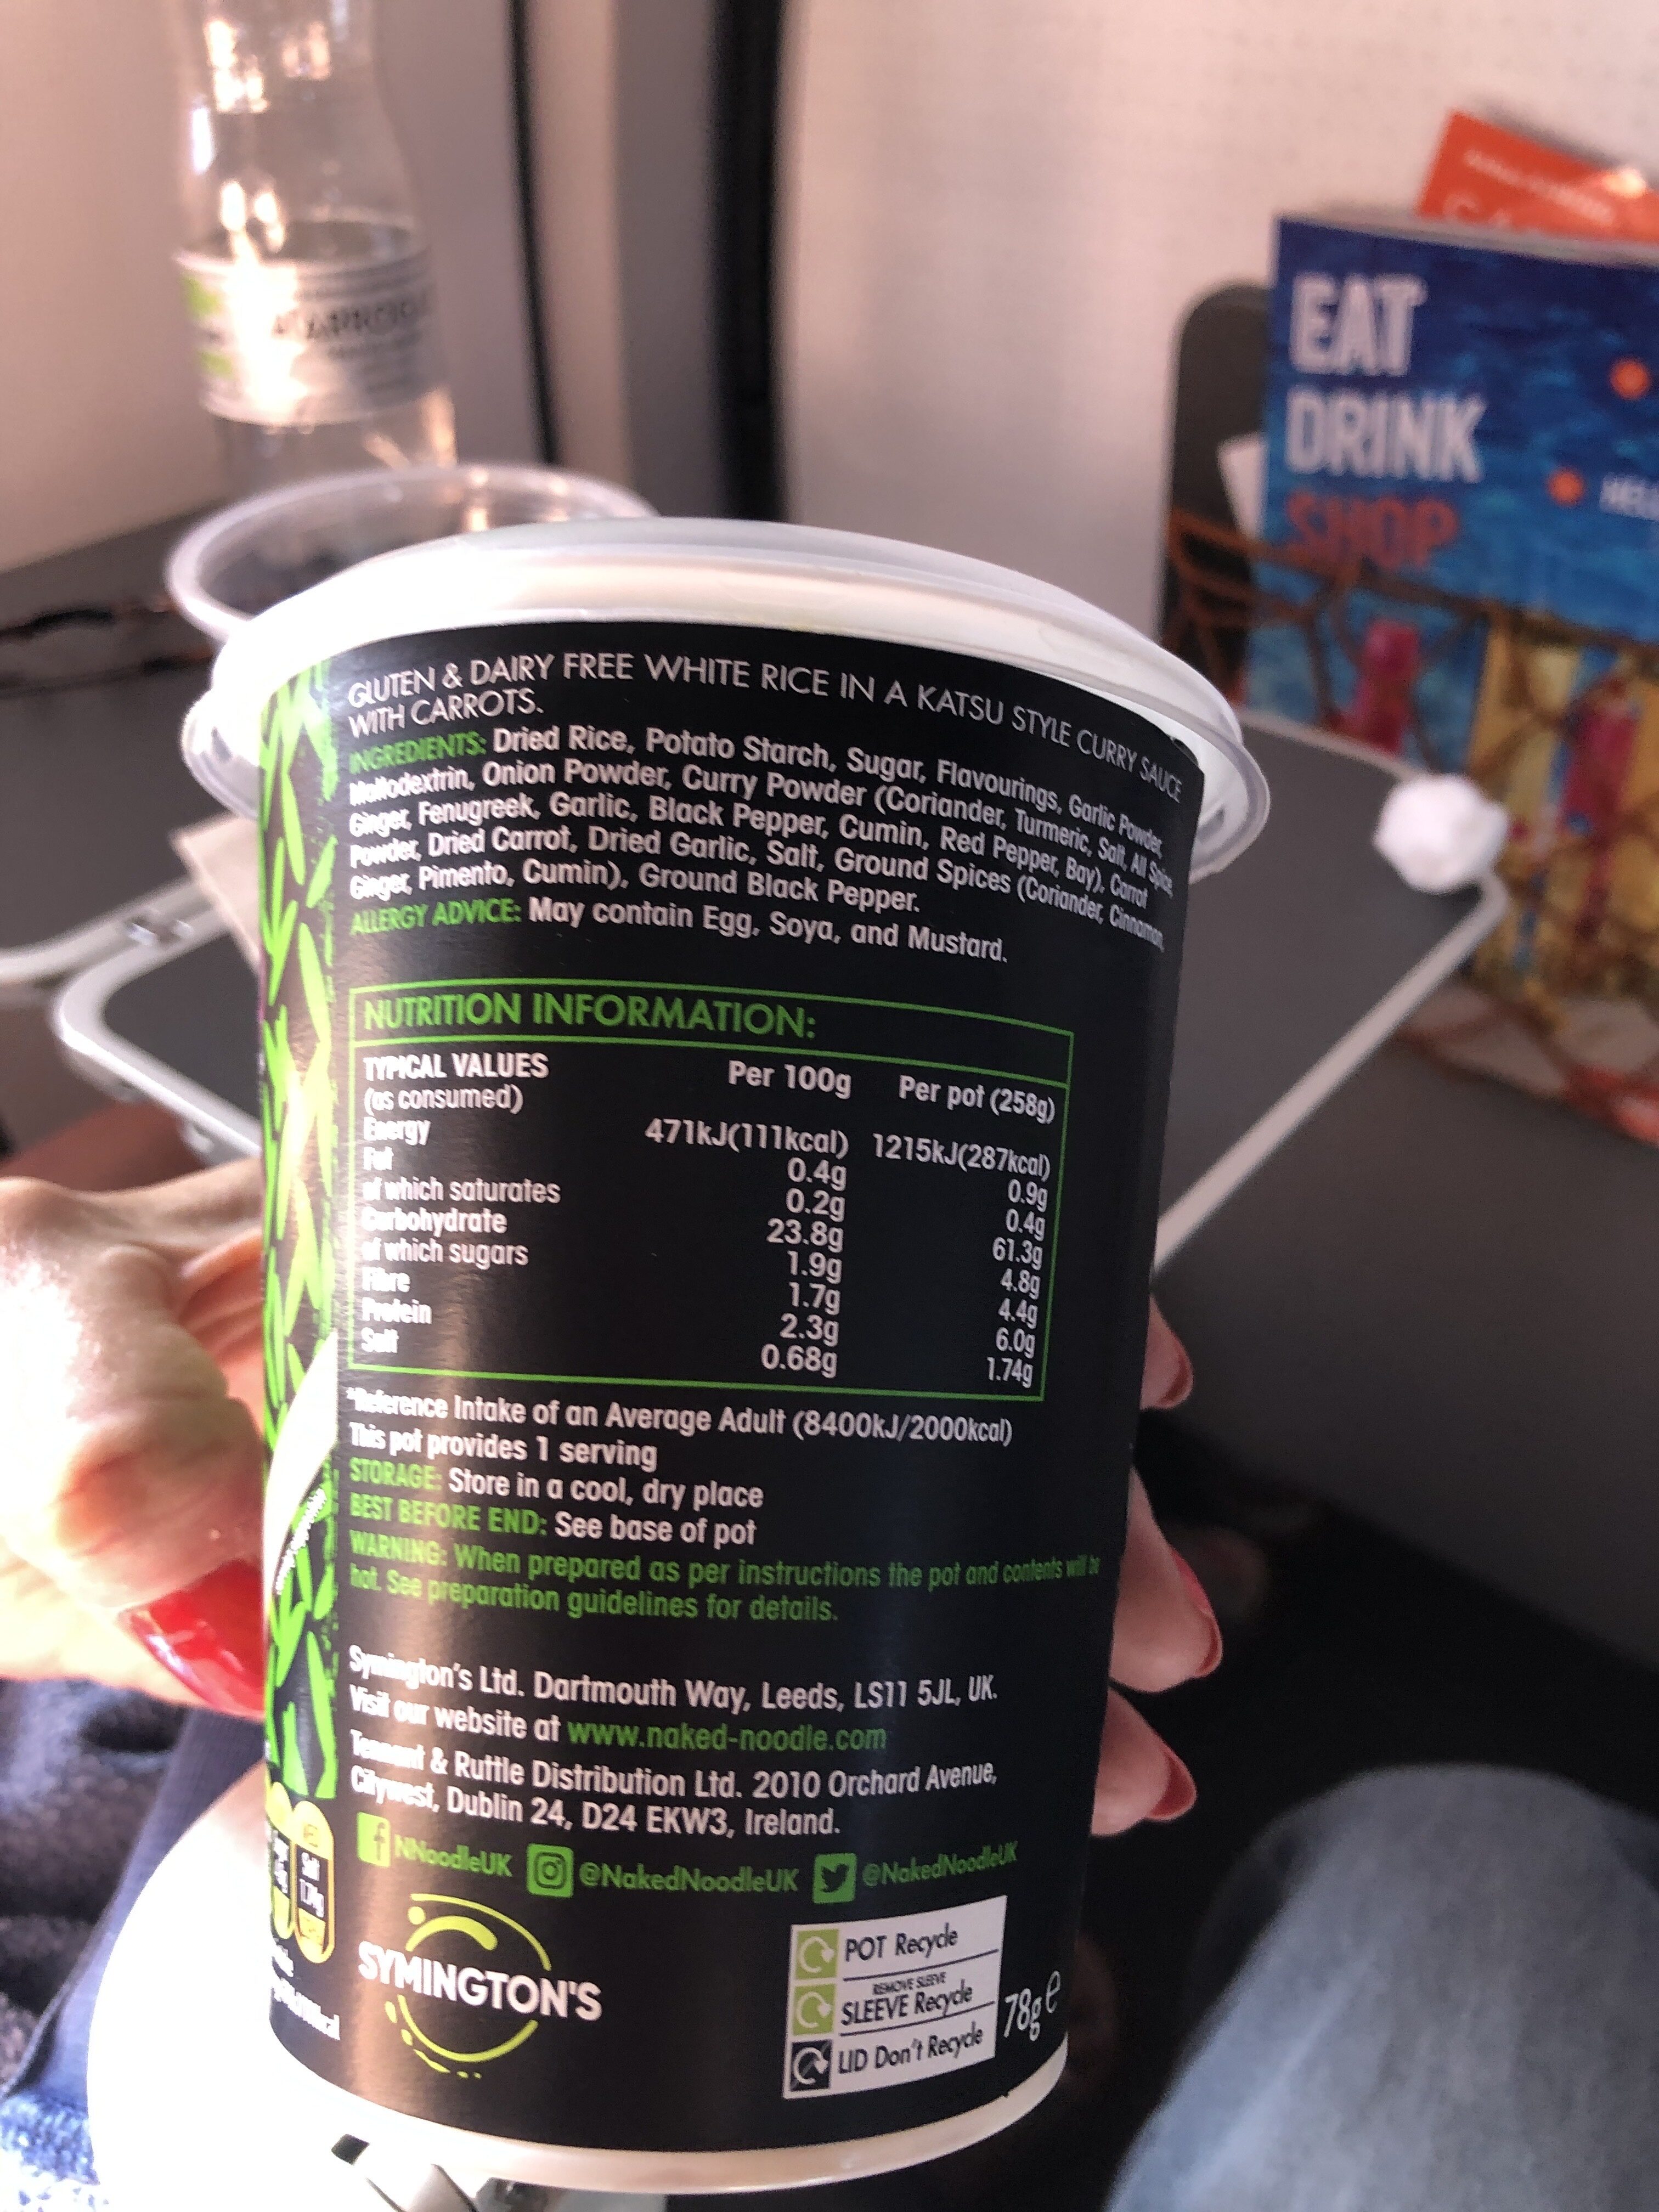 EAT
DRINK
SHOP
GLUTEN & DAIRY FREE WHITE RICE IN A KATSU STYLE CURRY SAUCE
WITH CARROTS.
INGREDIENTS: Dried Rice, Potato Starch, Sugar, Flavourings, Garlic Powder,
Maltodextrin, Onion Powder, Curry Powder (Coriander, Turmeric, Salt, All Spice,
Ginger, Fenugreek, Garlic, Black Pepper, Cumin, Red Pepper, Bay), Carrot
Powder, Dried Carrot, Dried Garlic, Salt, Ground Spices (Coriander, Cinnamon,
Ginger, Pimento, Cumin), Ground Black Pepper.
ALLERGY ADVICE: May contain Egg, Soya, and Mustard.
NUTRITION INFORMATION:
TYPICAL VALUES Per 100g Per pot (258g)
(as consumed)
Energy 471kJ(111kcal) 1215kJ(287kcal)
Fat 0.4g 0.9g
of which saturates 0.2g 0.4g
Carbohydrate 23.8g 61.3g
of which sugars 1.9g 4.8g
Fibre 1.7g 4.4g
Protein 2.3g 6.0g
Salt 0.68g 1.74g
*Reference Intake of an Average Adult (8400kJ/2000kcal)
This pot provides 1 serving
STORAGE: Store in a cool, dry place
BEST BEFORE END: See base of pot
WARNING: When prepared as per instructions the pot and contents will be
hot. See preparation guidelines for details.
Symington's Ltd. Dartmouth Way, Leeds, LS11 5JL, UK.
Visit our website at www.naked-noodle.com
Tennant & Ruttle Distribution Ltd. 2010 Orchard Avenue,
Citywest, Dublin 24, D24 EKW3, Ireland.
NNoodleUK @NakedNoodleUK @NakedNoodleUK
Salt
1.74g
SYMINGTON'S
POT Recycle
REMOVE SLEEVE
SLEEVE Recycle
LID Don't Recycle
78g e